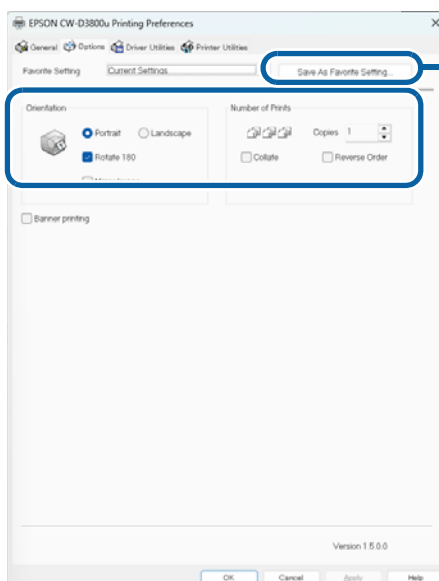 EPSON CW-D3800u Printing Preferences
General Options Driver Utilities Printer Utilities
Favorite Setting Current Settings Save As Favorite Setting...
Orientation Number of Prints
Portrait Landscape Copies 1
Rotate 180 Collate Reverse Order
Banner printing
Version 1.5.0.0
OK Cancel Apply Help